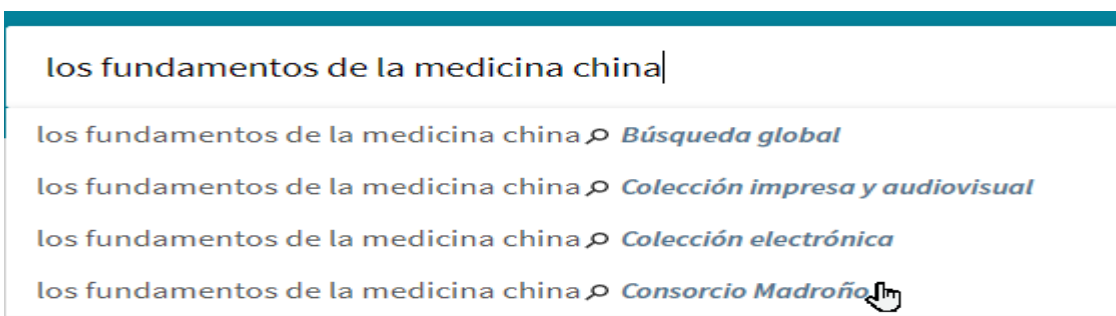 los fundamentos de la medicina china
los fundamentos de la medicina china Búsqueda global
los fundamentos de la medicina china Colección impresa y audiovisual
los fundamentos de la medicina china Colección electrónica
los fundamentos de la medicina china Consorcio Madroño